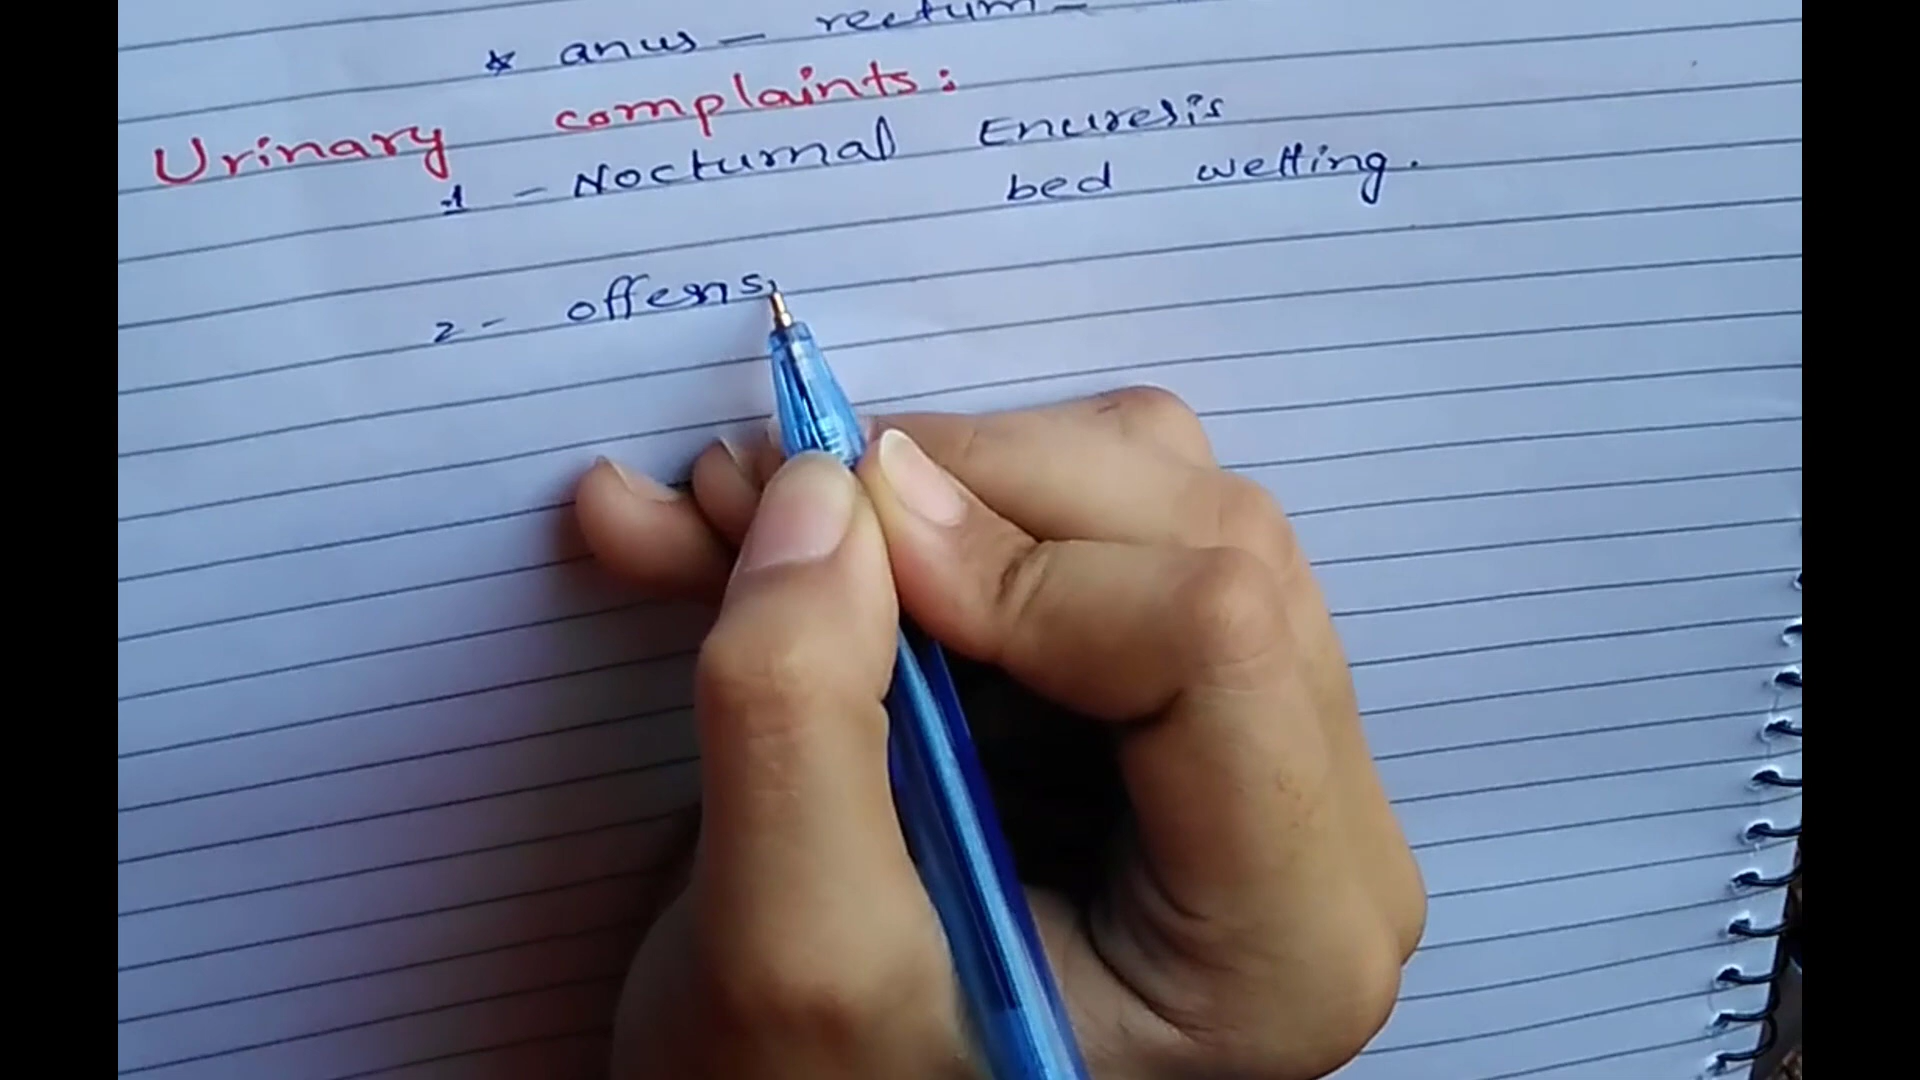 * anus - rectum -
Urinary complaints:
1 - Nocturnal Enuresis
bed wetting.
2 - offens